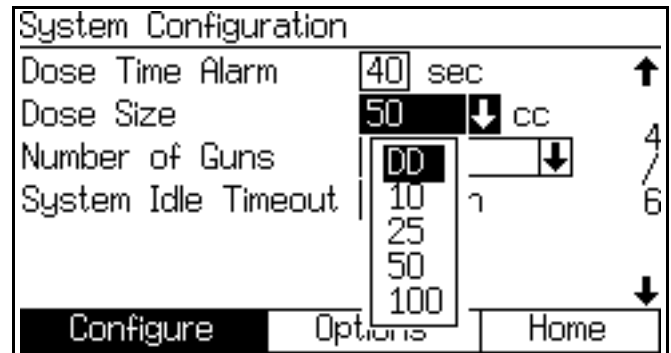 System Configuration
Dose Time Alarm 40 sec
Dose Size 50 cc
Number of Guns
System Idle Timeout
DD
10
25
50
100
4/6
Configure Options Home